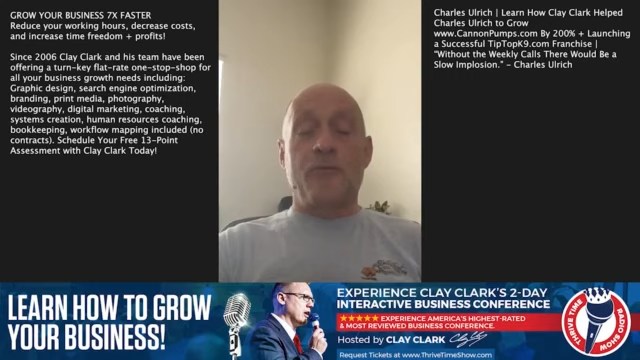 GROW YOUR BUSINESS 7X FASTER
Reduce your working hours, decrease costs,
and increase time freedom + profits!
Since 2006 Clay Clark and his team have been
offering a turn-key flat-rate one-stop-shop for
all your business growth needs including:
Graphic design, search engine optimization,
branding, print media, photography,
videography, digital marketing, coaching,
systems creation, human resources coaching,
bookkeeping, workflow mapping included (no
contracts). Schedule Your Free 13-Point
Assessment with Clay Clark Today!
Charles Ulrich | Learn How Clay Clark Helped
Charles Ulrich to Grow
www.CannonPumps.com By 200% + Launching
a Successful TipTopK9.com Franchise |
"Without the Weekly Calls There Would Be a
Slow Implosion." – Charles Ulrich
LEARN HOW TO GROW
YOUR BUSINESS!
EXPERIENCE CLAY CLARK'S 2-DAY
INTERACTIVE BUSINESS CONFERENCE
★★★★★ EXPERIENCE AMERICA'S HIGHEST-RATED
& MOST REVIEWED BUSINESS CONFERENCE.
Hosted by CLAY CLARK
Request Tickets at www.ThriveTimeShow.com
THRIVE TIME
RADIO SHOW